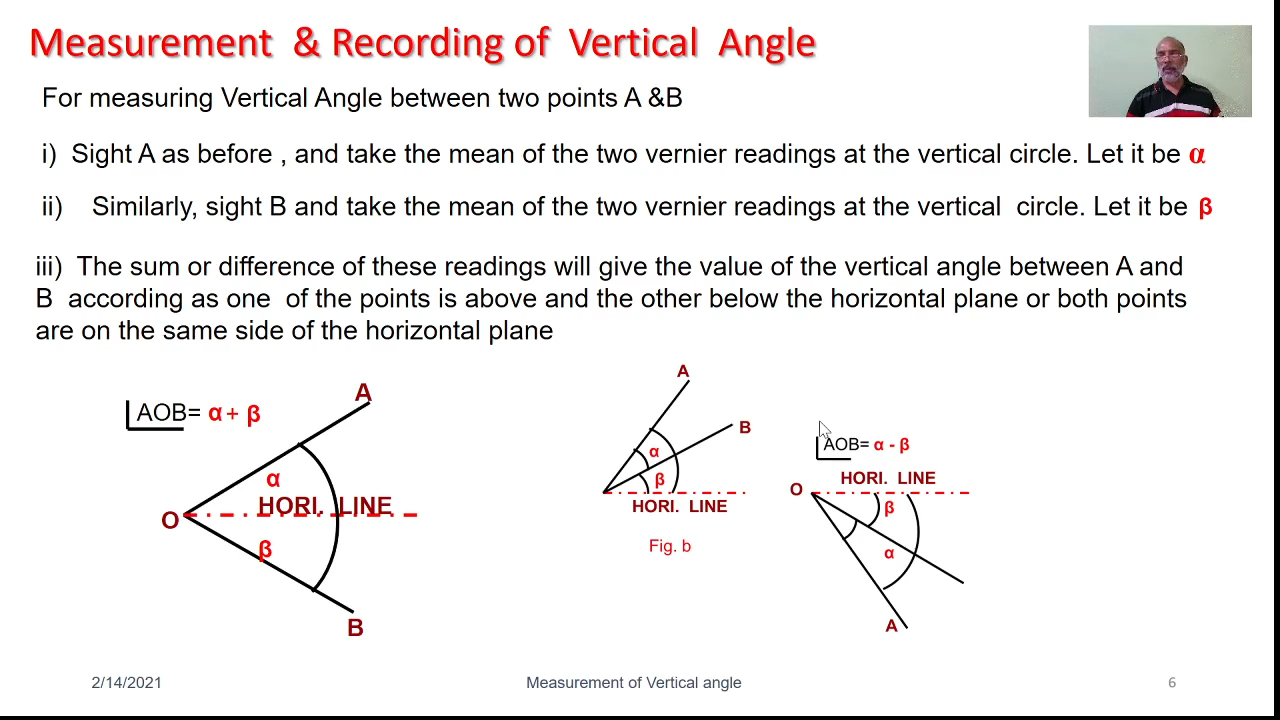 Measurement & Recording of Vertical Angle
For measuring Vertical Angle between two points A &B
i) Sight A as before , and take the mean of the two vernier readings at the vertical circle. Let it be α
ii) Similarly, sight B and take the mean of the two vernier readings at the vertical circle. Let it be β
iii) The sum or difference of these readings will give the value of the vertical angle between A and
B according as one of the points is above and the other below the horizontal plane or both points
are on the same side of the horizontal plane
AOB= α + β
A
α
HORI. LINE
O
β
B
A
B
α
β
HORI. LINE
Fig. b
AOB= α - β
HORI. LINE
O
β
α
A
2/14/2021
Measurement of Vertical angle
6